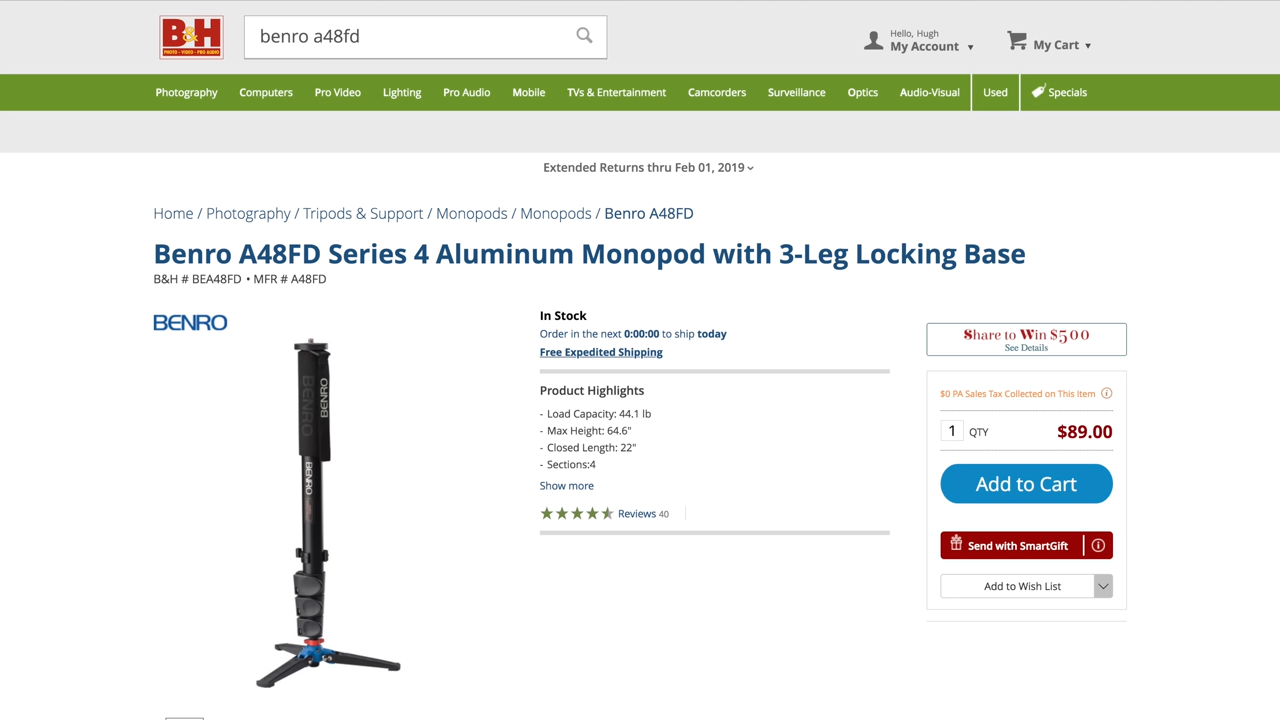 B&H
PHOTO - VIDEO - PRO AUDIO
benro a48fd
Hello, Hugh
My Account
My Cart
Photography Computers Pro Video Lighting Pro Audio Mobile TVs & Entertainment Camcorders Surveillance Optics Audio-Visual Used Specials
Extended Returns thru Feb 01, 2019
Home / Photography / Tripods & Support / Monopods / Monopods / Benro A48FD
Benro A48FD Series 4 Aluminum Monopod with 3-Leg Locking Base
B&H # BEA48FD • MFR # A48FD
BENRO
BENRO
BENRO
BENRO
In Stock
Order in the next 0:00:00 to ship today
Free Expedited Shipping
Product Highlights
- Load Capacity: 44.1 lb
- Max Height: 64.6"
- Closed Length: 22"
- Sections:4
Show more
Reviews 40
Share to Win $500
See Details
$0 PA Sales Tax Collected on This Item
1 QTY $89.00
Add to Cart
Send with SmartGift
Add to Wish List